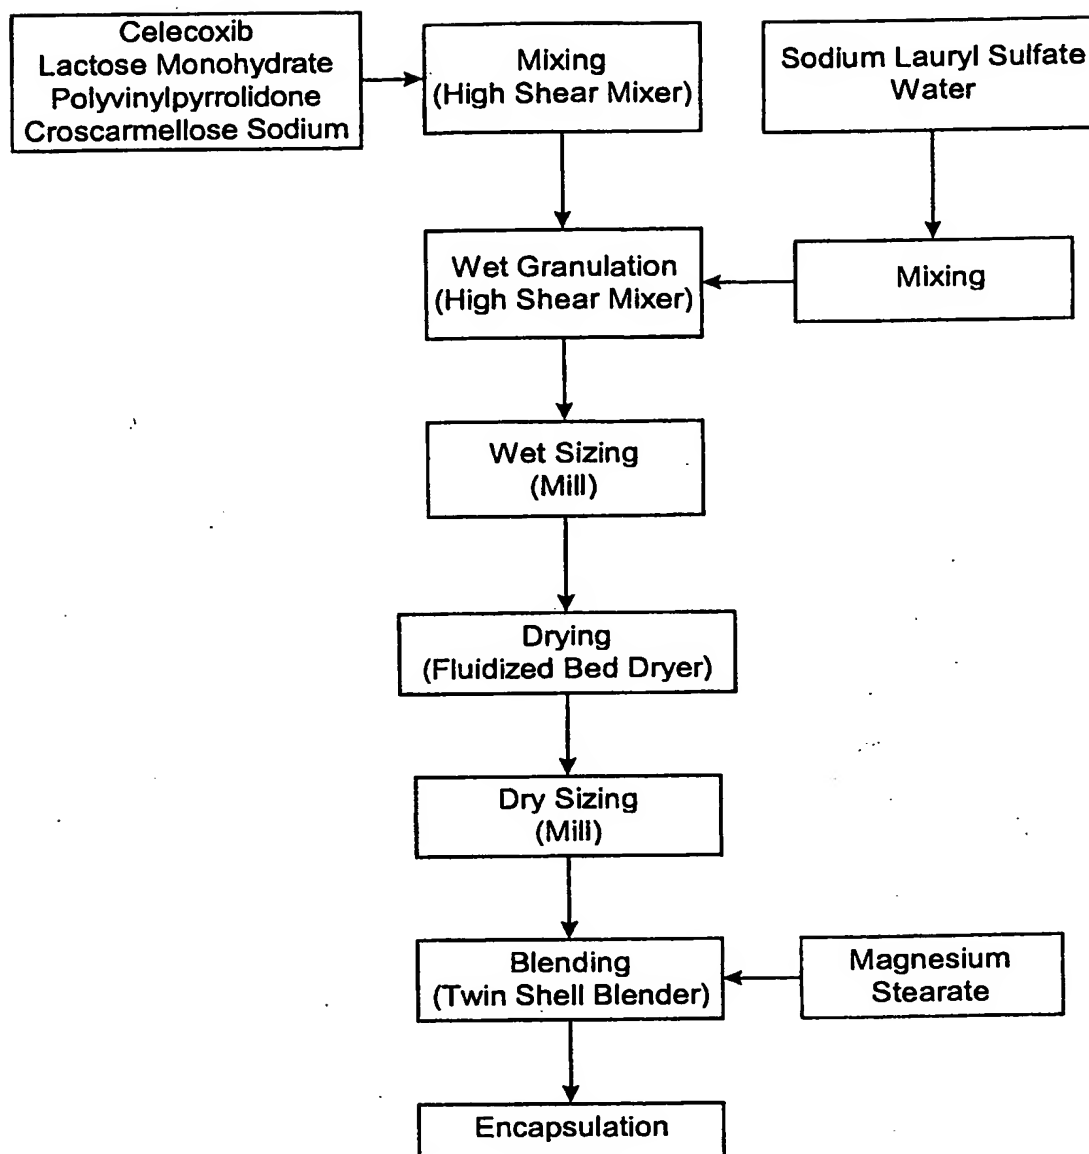 Celecoxib
Lactose Monohydrate
Polyvinylpyrrolidone
Croscarmellose Sodium
Mixing
(High Shear Mixer)
Sodium Lauryl Sulfate
Water
Wet Granulation
(High Shear Mixer)
Mixing
Wet Sizing
(Mill)
Drying
(Fluidized Bed Dryer)
Dry Sizing
(Mill)
Blending
(Twin Shell Blender)
Magnesium
Stearate
Encapsulation